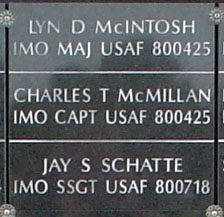 LYN D McINTOSH
IMO MAJ USAF 800425
CHARLES T McMILLAN
IMO CAPT USAF 800425
JAY S SCHATTE
IMO SSGT USAF 800718